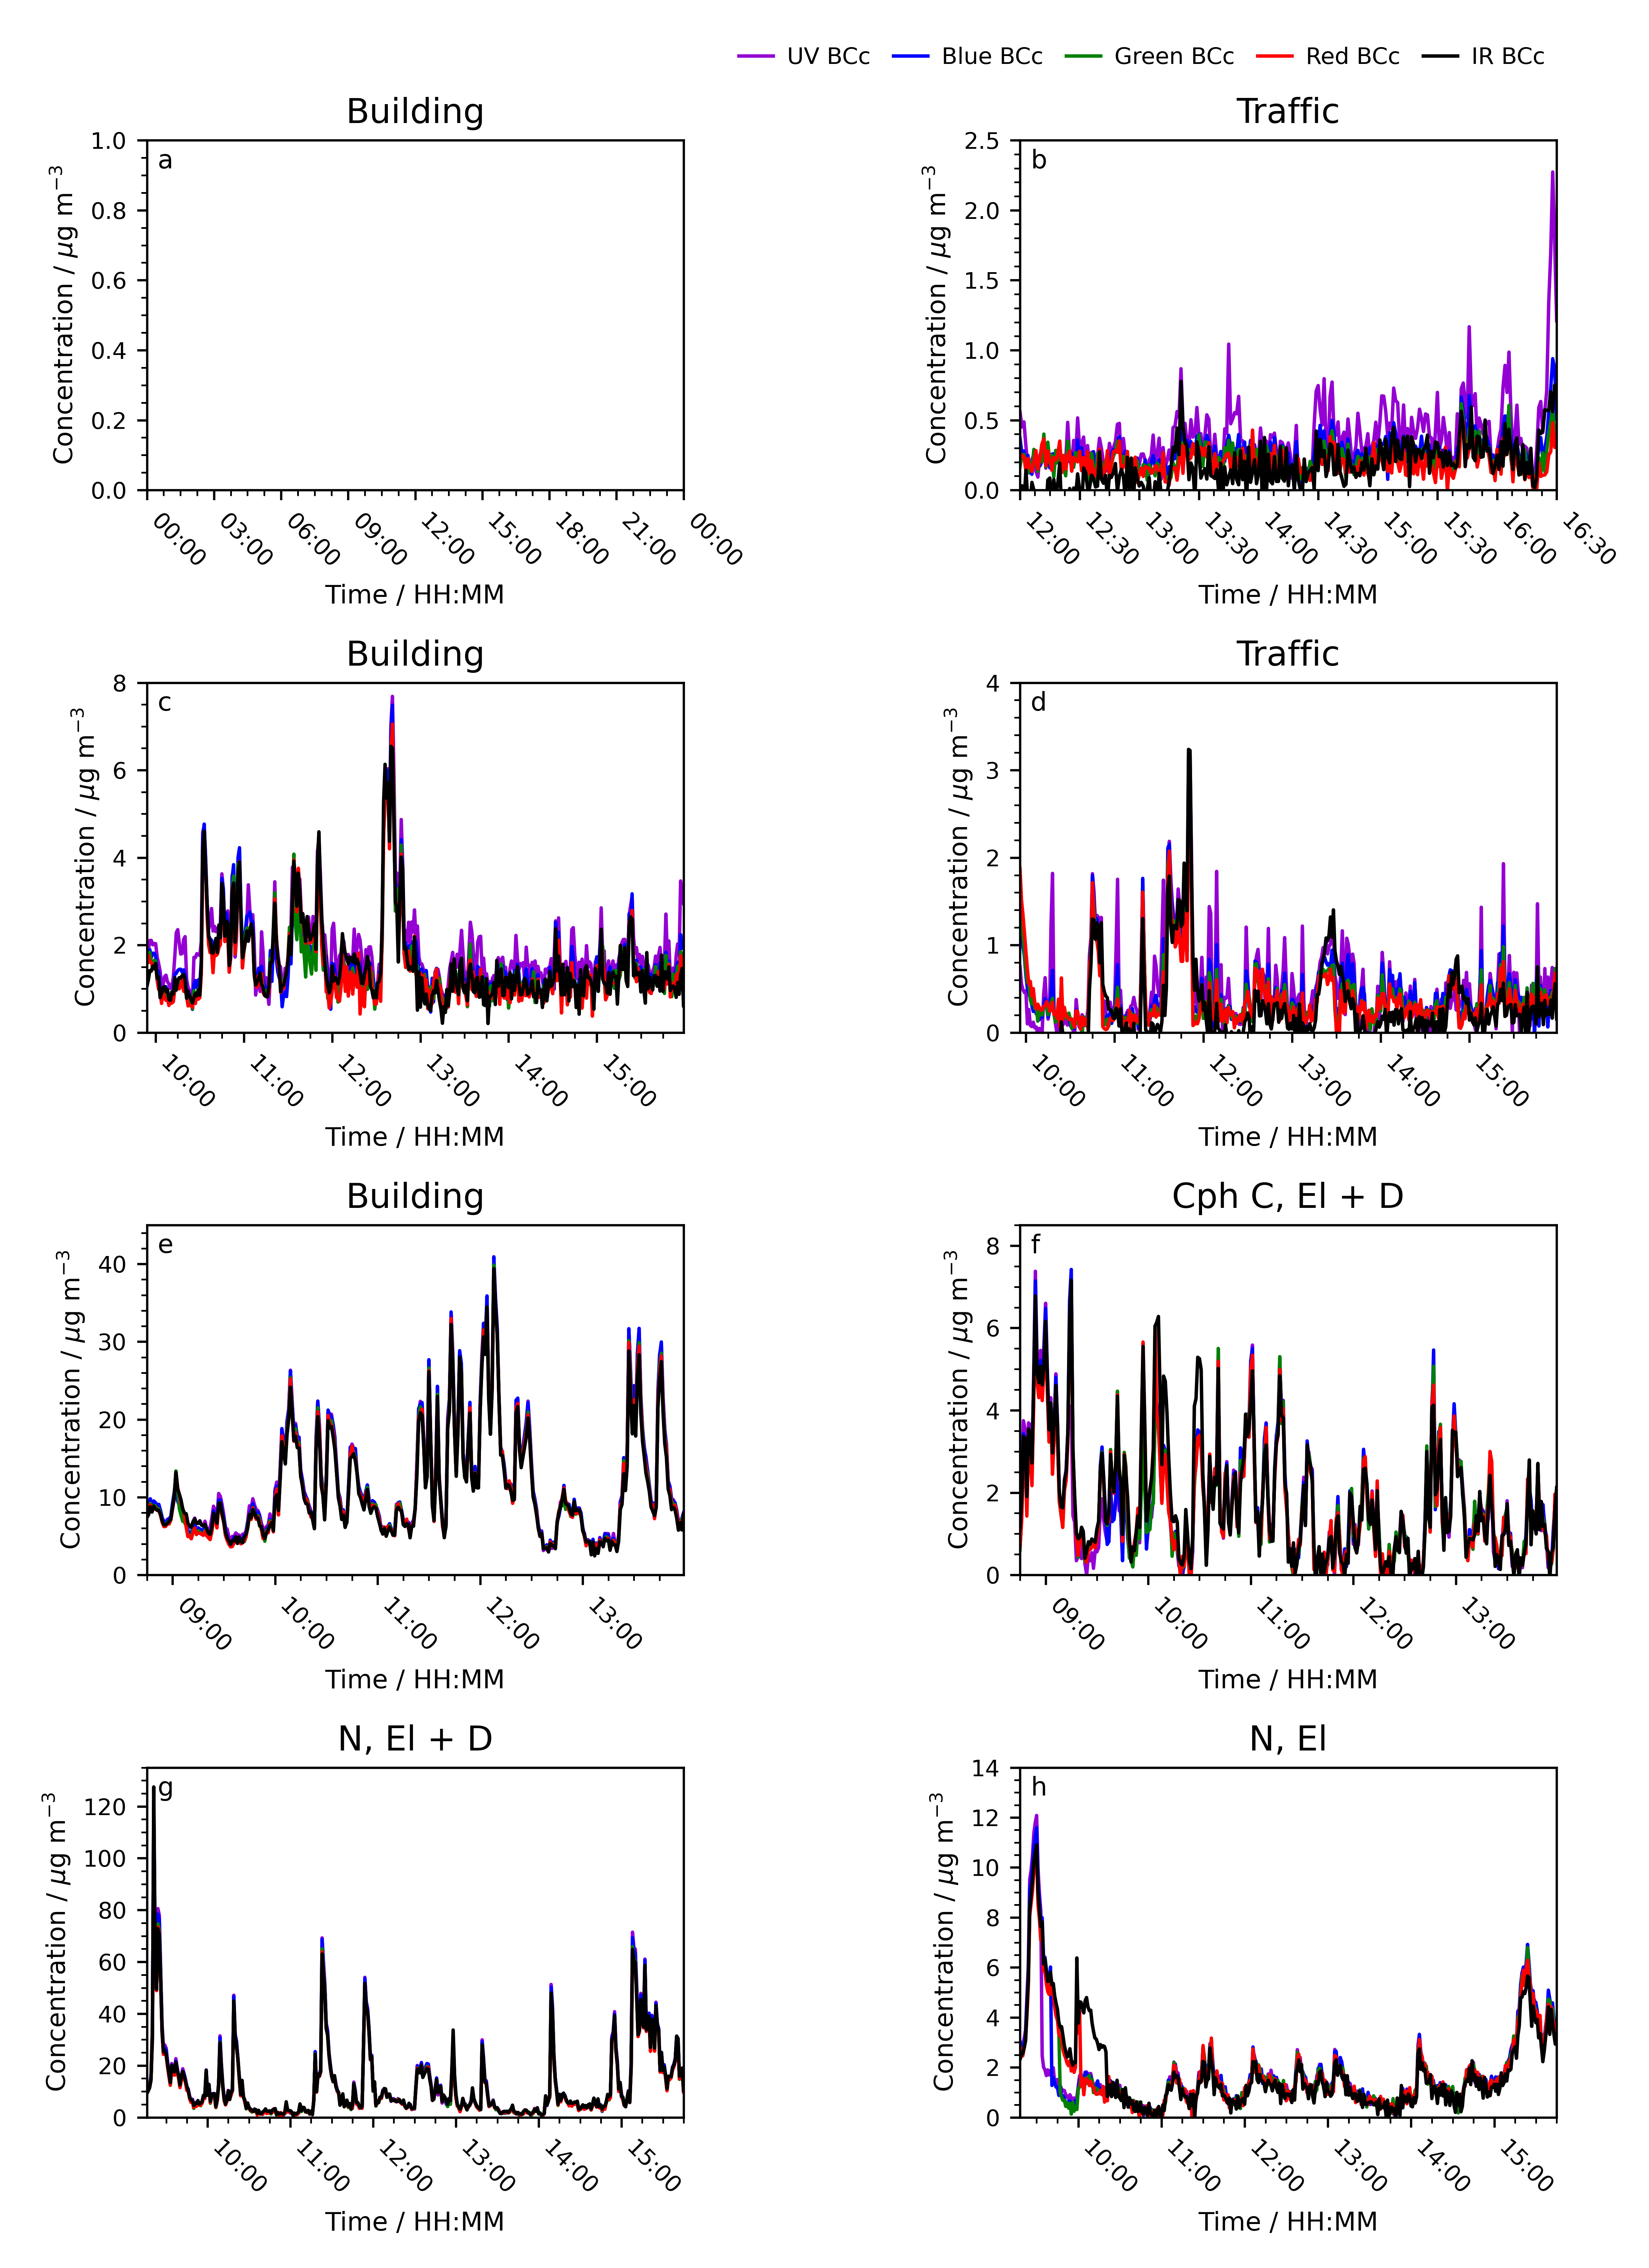 UV BCc Blue BCc Green BCc Red BCc IR BCc
Building
a
Concentration / µg m⁻³
1.0
0.8
0.6
0.4
0.2
0.0
00:00 03:00 06:00 09:00 12:00 15:00 18:00 21:00 00:00
Time / HH:MM
Traffic
b
Concentration / µg m⁻³
2.5
2.0
1.5
1.0
0.5
0.0
12:00 12:30 13:00 13:30 14:00 14:30 15:00 15:30 16:00 16:30
Time / HH:MM
Building
c
Concentration / µg m⁻³
8
6
4
2
0
10:00 11:00 12:00 13:00 14:00 15:00
Time / HH:MM
Traffic
d
Concentration / µg m⁻³
4
3
2
1
0
10:00 11:00 12:00 13:00 14:00 15:00
Time / HH:MM
Building
e
Concentration / µg m⁻³
40
30
20
10
0
09:00 10:00 11:00 12:00 13:00
Time / HH:MM
Cph C, El + D
f
Concentration / µg m⁻³
8
6
4
2
0
09:00 10:00 11:00 12:00 13:00
Time / HH:MM
N, El + D
g
Concentration / µg m⁻³
120
100
80
60
40
20
0
10:00 11:00 12:00 13:00 14:00 15:00
Time / HH:MM
N, El
h
Concentration / µg m⁻³
14
12
10
8
6
4
2
0
10:00 11:00 12:00 13:00 14:00 15:00
Time / HH:MM